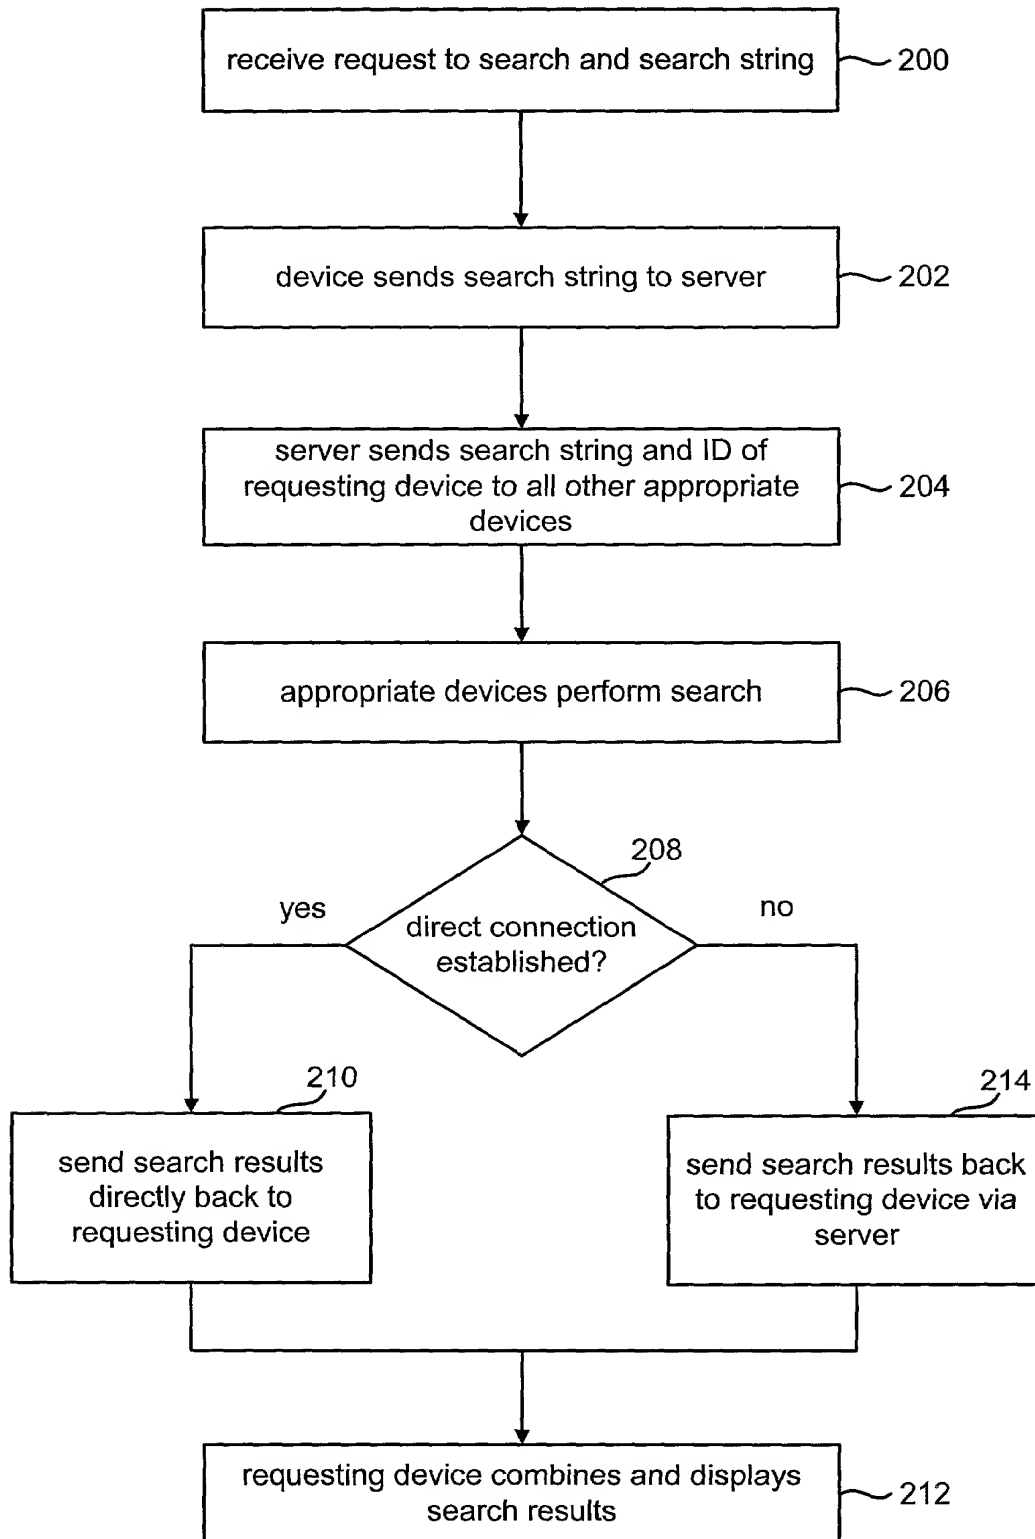 receive request to search and search string
200
device sends search string to server
202
server sends search string and ID of
requesting device to all other appropriate
devices
204
appropriate devices perform search
206
208
yes
no
direct connection
established?
210
214
send search results
directly back to
requesting device
send search results back
to requesting device via
server
requesting device combines and displays
search results
212